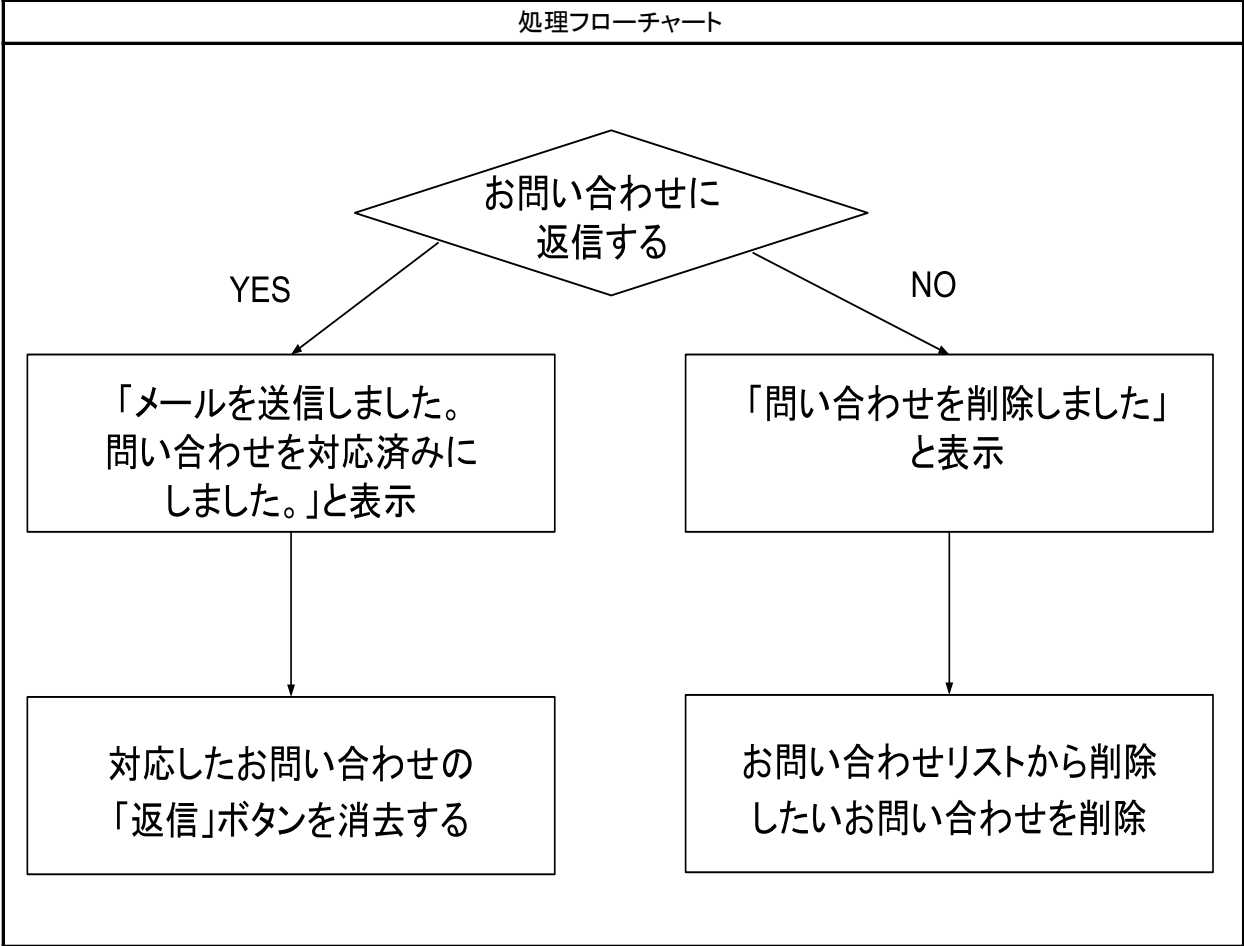 処理フローチャート
お問い合わせに
返信する
YES
NO
「メールを送信しました。
問い合わせを対応済みに
しました。」と表示
「問い合わせを削除しました」
と表示
対応したお問い合わせの
「返信」ボタンを消去する
お問い合わせリストから削除
したいお問い合わせを削除